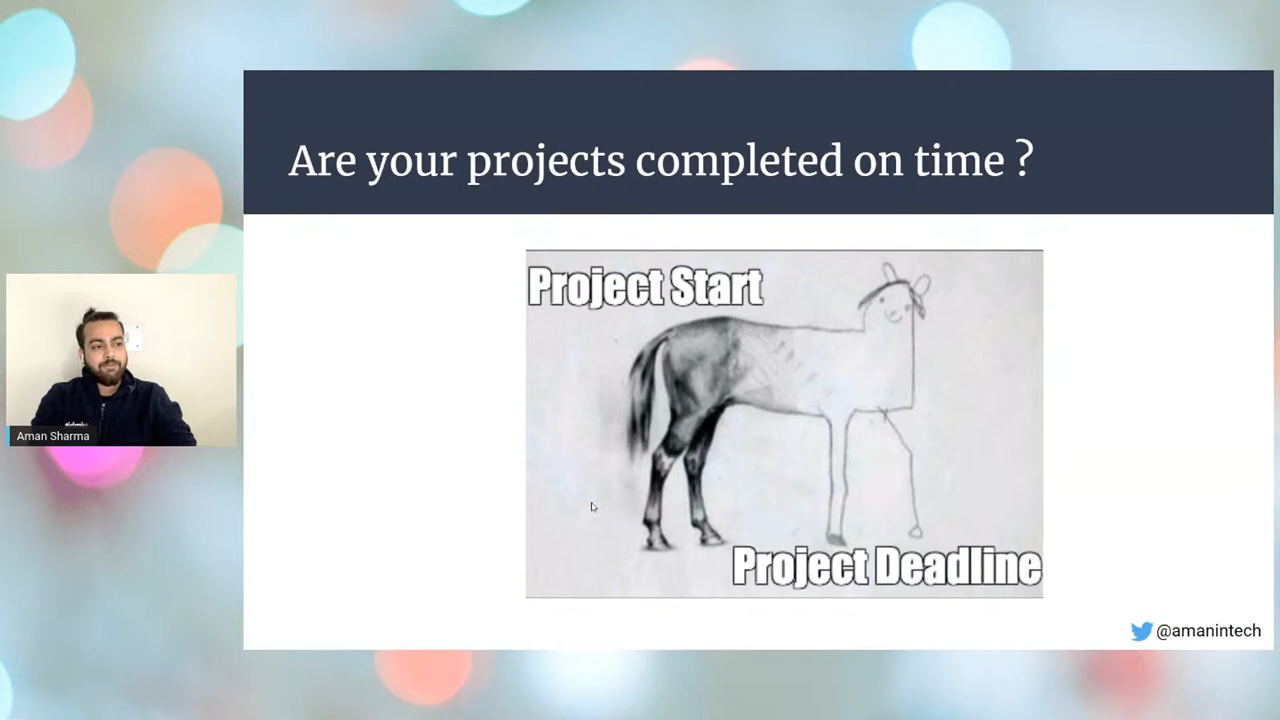 Are your projects completed on time ?
Project Start
Project Deadline
Aman Sharma
@amanintech